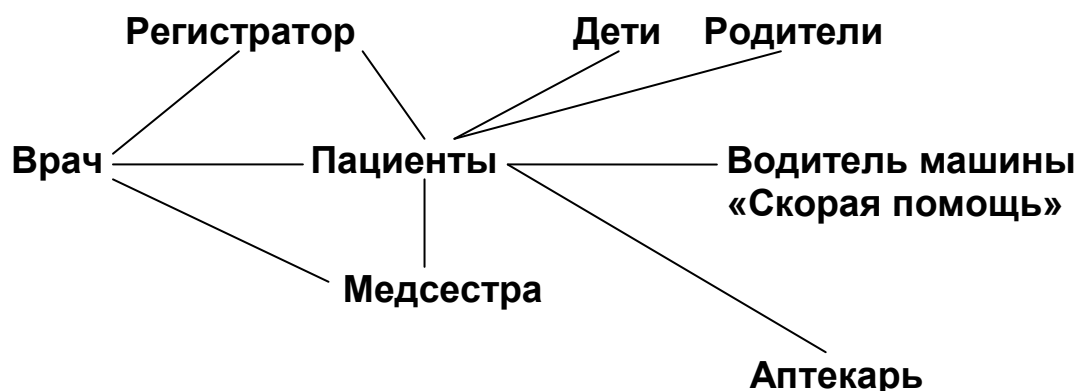 Регистратор
Дети
Родители
Врач
Пациенты
Водитель машины
«Скорая помощь»
Медсестра
Аптекарь